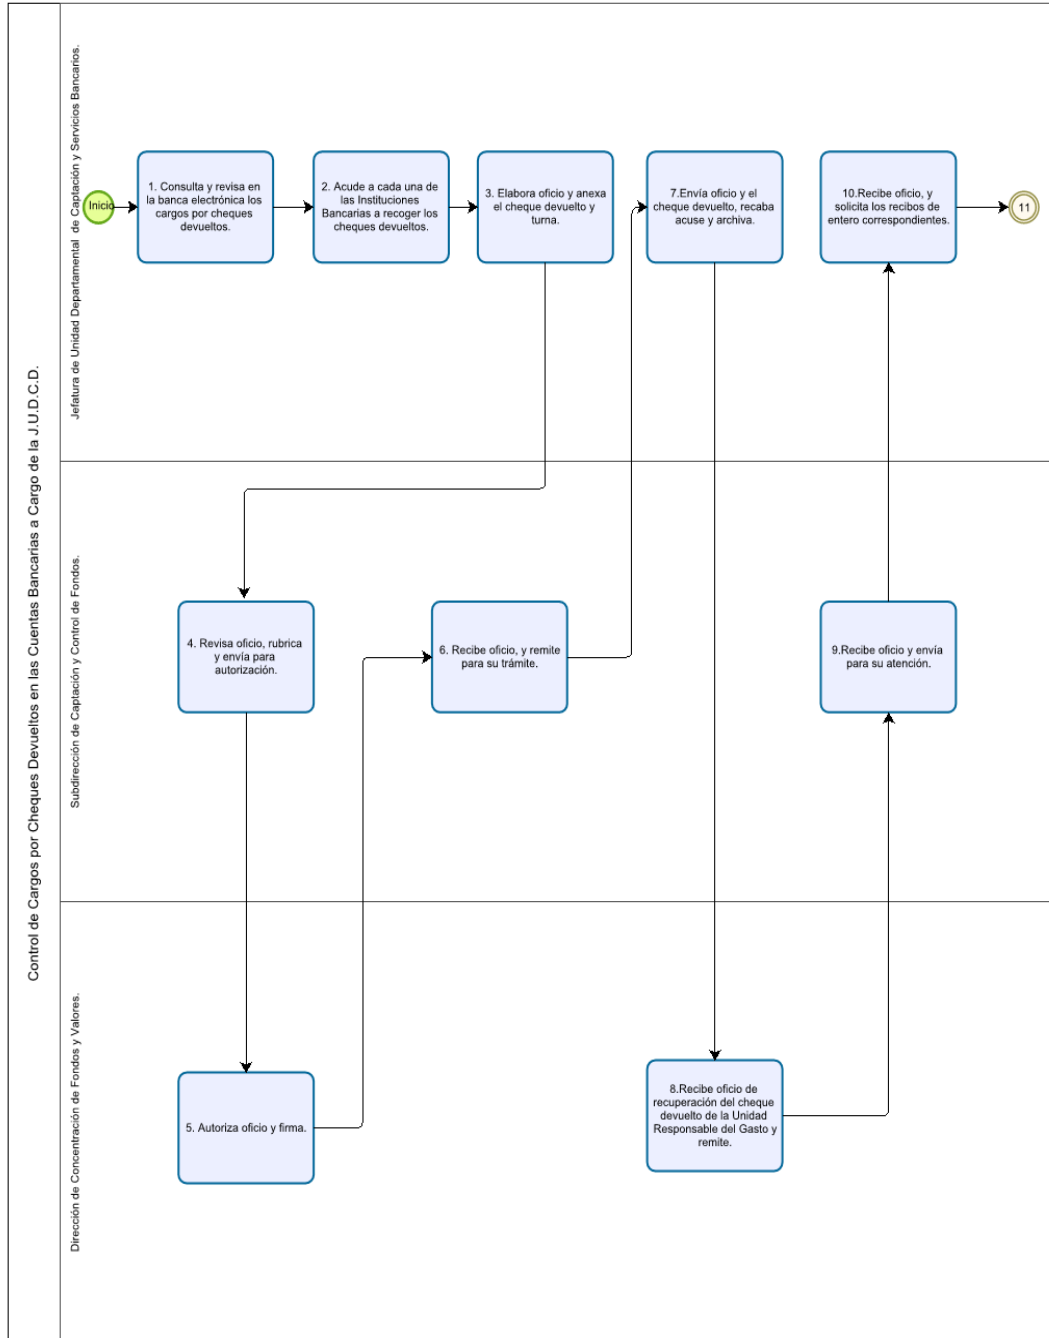 Control de Cargos por Cheques Devueltos en las Cuentas Bancarias a Cargo de la J.U.D.C.D.
Jefatura de Unidad Departamental  de Captación y Servicios Bancarios.
Inicio
1. Consulta y revisa en
la banca electrónica los
cargos por cheques
devueltos.
2. Acude a cada una de
las Instituciones
Bancarias a recoger los
cheques devueltos.
3. Elabora oficio y anexa
el cheque devuelto y
turna.
7.Envía oficio y el
cheque devuelto, recaba
acuse y archiva.
10.Recibe oficio, y
solicita los recibos de
entero correspondientes.
11
Subdirección de Captación y Control de Fondos.
4. Revisa oficio, rubrica
y envía para
autorización.
6. Recibe oficio, y remite
para su trámite.
9.Recibe oficio y envía
para su atención.
Dirección de Concentración de Fondos y Valores.
5. Autoriza oficio y firma.
8.Recibe oficio de
recuperación del cheque
devuelto de la Unidad
Responsable del Gasto y
remite.